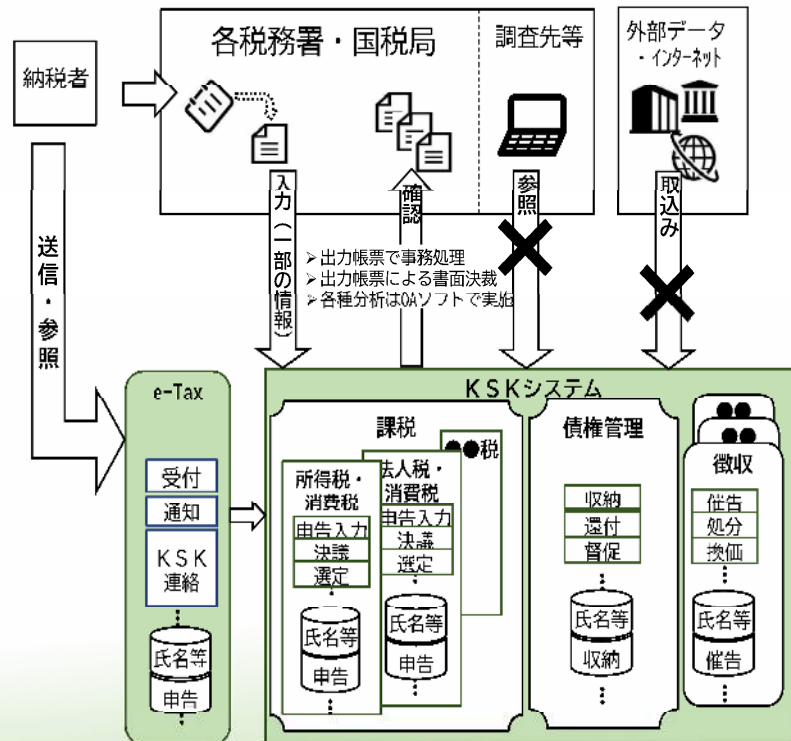 納税者
各税務署・国税局
調査先等
外部データ
・インターネット
送信・参照
入力（一部の情報）
確認
参照
取込み
➢出力帳票で事務処理
➢出力帳票による書面決裁
➢各種分析はOAソフトで実施
e-Tax
受付
通知
ＫＳＫ
連絡
氏名等
申告
ＫＳＫシステム
課税
所得税・
消費税
申告入力
決議
選定
氏名等
申告
法人税・
消費税
申告入力
決議
選定
氏名等
申告
●●税
債権管理
収納
還付
督促
氏名等
収納
●●
●●
徴収
催告
処分
換価
氏名等
催告